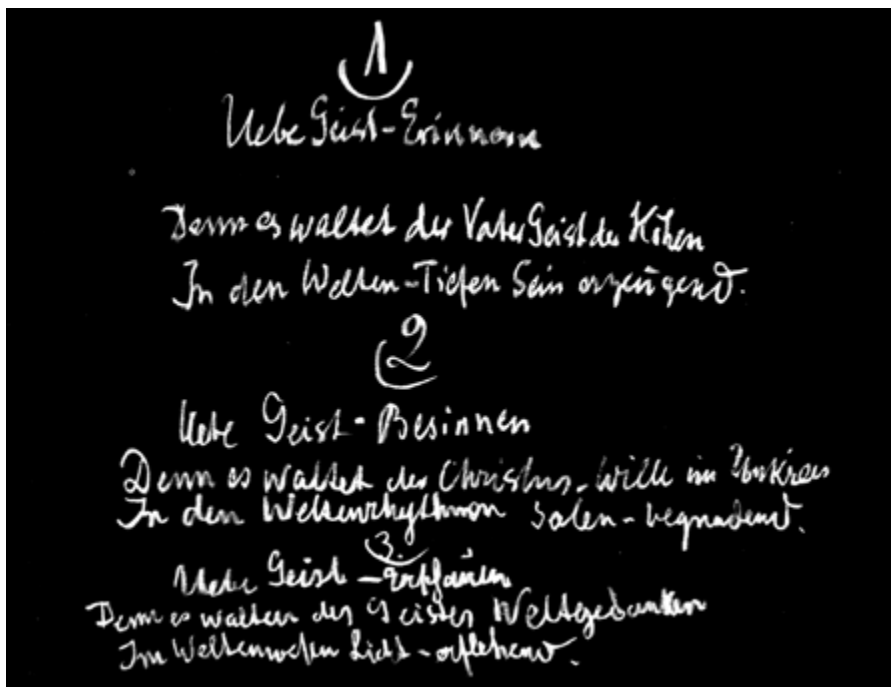 1
Uebe Geist-Erinnern
Denn es waltet der Vater Geist der Höhen
In den Welten-Tiefen Sein erzeugend.
2
Uebe Geist-Besinnen
Denn es waltet der Christus-Wille im Umkreis
In den Weltenrhythmen Selen-begnadend.
3.
Uebe Geist-Erschauen
Denn es walten des Geistes Weltgedanken
Im Weltenwesen Licht-erflehend.